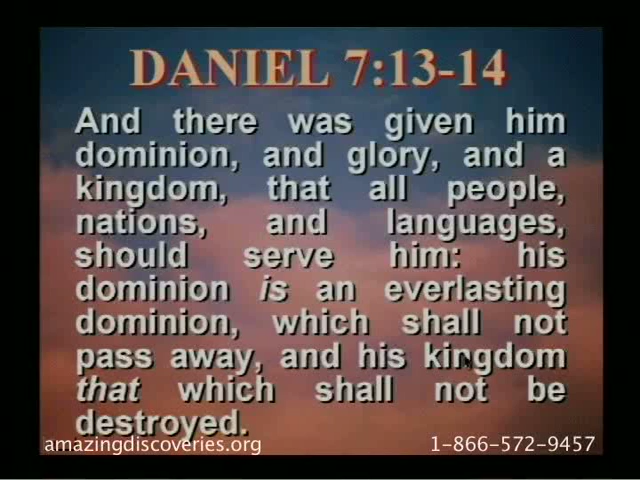 DANIEL 7:13-14
And there was given him
dominion, and glory, and a
kingdom, that all people,
nations, and languages,
should serve him: his
dominion is an everlasting
dominion, which shall not
pass away, and his kingdom
that which shall not be
destroyed.
amazingdiscoveries.org
1-866-572-9457